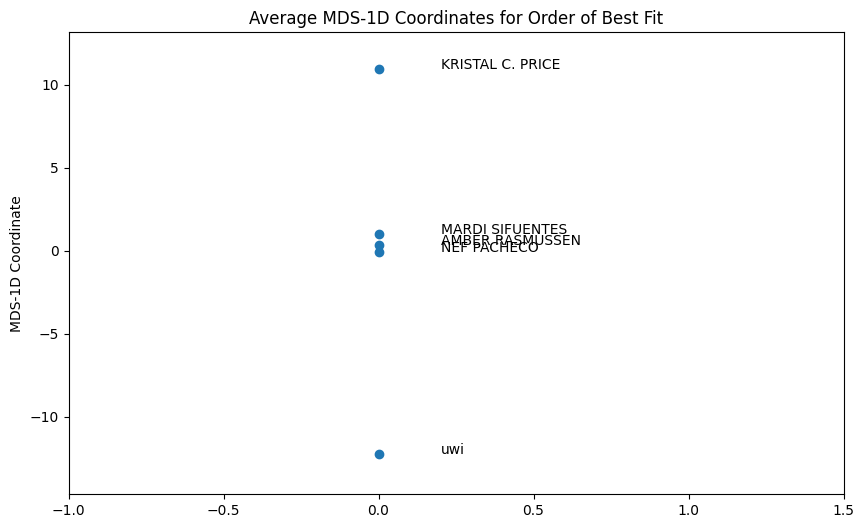 Average MDS-1D Coordinates for Order of Best Fit
KRISTAL C. PRICE
10
5
MARDI SIFUENTES
AMBER RASMUSSEN
NEF PACHECO
0
MDS-1D Coordinate
−5
−10
uwi
−1.0 −0.5 0.0 0.5 1.0 1.5